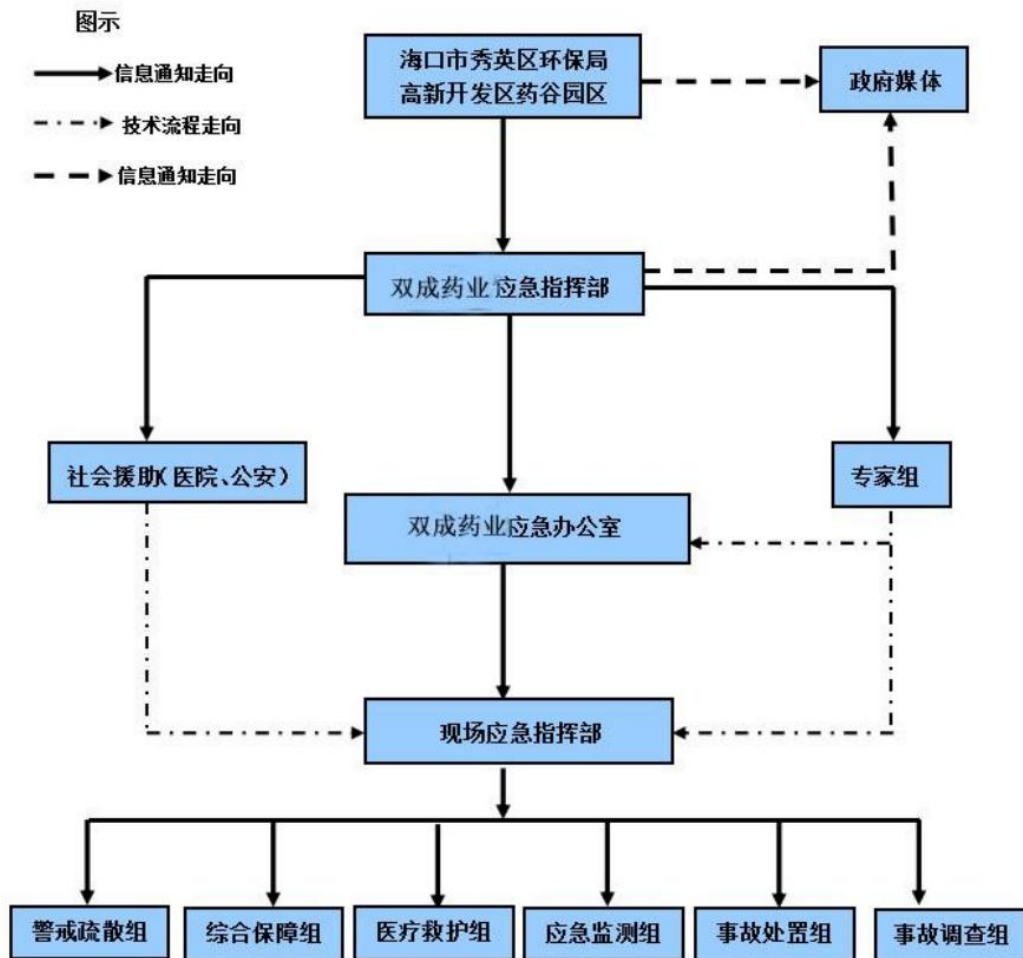 图示
信息通知走向
技术流程走向
信息通知走向
海口市秀英区环保局
高新开发区药谷园区
政府媒体
双成药业应急指挥部
社会援助(医院、公安)
专家组
双成药业应急办公室
现场应急指挥部
警戒疏散组
综合保障组
医疗救护组
应急监测组
事故处置组
事故调查组